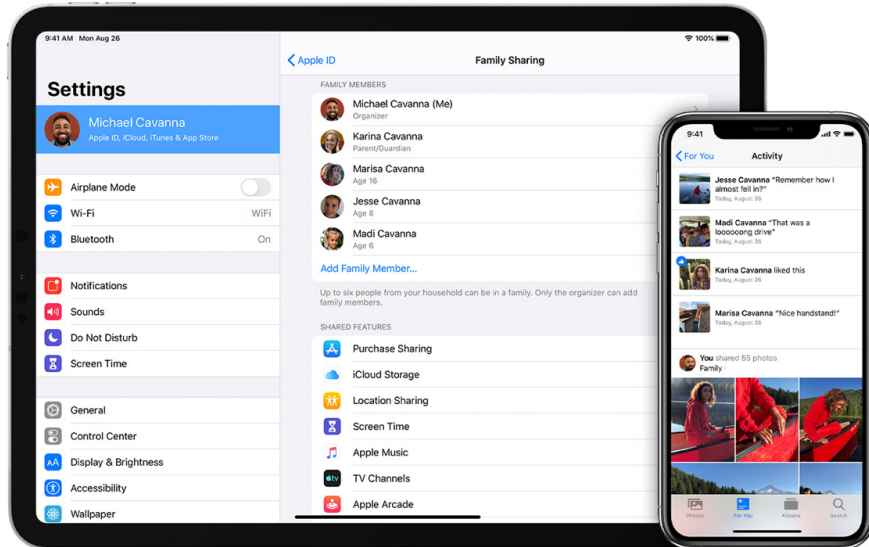 9:41 AM Mon Aug 26
100%
Settings
Michael Cavanna
Apple ID, iCloud, iTunes & App Store
Airplane Mode
Wi-Fi WiFi
Bluetooth On
Notifications
Sounds
Do Not Disturb
Screen Time
General
Control Center
AA Display & Brightness
Accessibility
Wallpaper
Apple ID Family Sharing
FAMILY MEMBERS
Michael Cavanna (Me)
Organizer
Karina Cavanna
Parent/Guardian
Marisa Cavanna
Age 16
Jesse Cavanna
Age 8
Madi Cavanna
Age 6
Add Family Member...
Up to six people from your household can be in a family. Only the organizer can add
family members.
SHARED FEATURES
Purchase Sharing
iCloud Storage
Location Sharing
Screen Time
Apple Music
tv TV Channels
Apple Arcade
9:41
For You Activity
Jesse Cavanna “Remember how I
almost fell in?”
Today, August 26
Madi Cavanna “That was a
loooooong drive”
Today, August 26
Karina Cavanna liked this
Today, August 26
Marisa Cavanna “Nice handstand!”
Today, August 26
You shared 55 photos
Family
Photos For You Albums Search